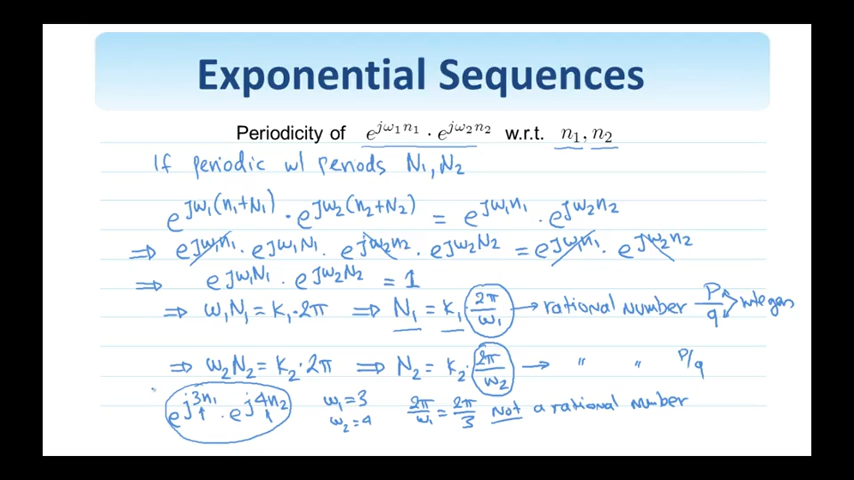 Exponential Sequences
Periodicity of e^{jω₁n₁} · e^{jω₂n₂} w.r.t. n₁, n₂
If periodic w/ periods N₁, N₂
e^{jω₁(n₁+N₁)} · e^{jω₂(n₂+N₂)} = e^{jω₁n₁} · e^{jω₂n₂}
⇒ e^{jω₁n₁} · e^{jω₁N₁} · e^{jω₂n₂} · e^{jω₂N₂} = e^{jω₁n₁} · e^{jω₂n₂}
⇒ e^{jω₁N₁} · e^{jω₂N₂} = 1
⇒ ω₁N₁ = K₁·2π ⇒ N₁ = K₁· 2π/ω₁ → rational number P/q > integers
⇒ ω₂N₂ = K₂·2π ⇒ N₂ = K₂· 2π/ω₂ → " " P/q
e^{j3n₁} · e^{j4n₂} ω₁=3 2π/ω₁ = 2π/3 Not a rational number
ω₂=4